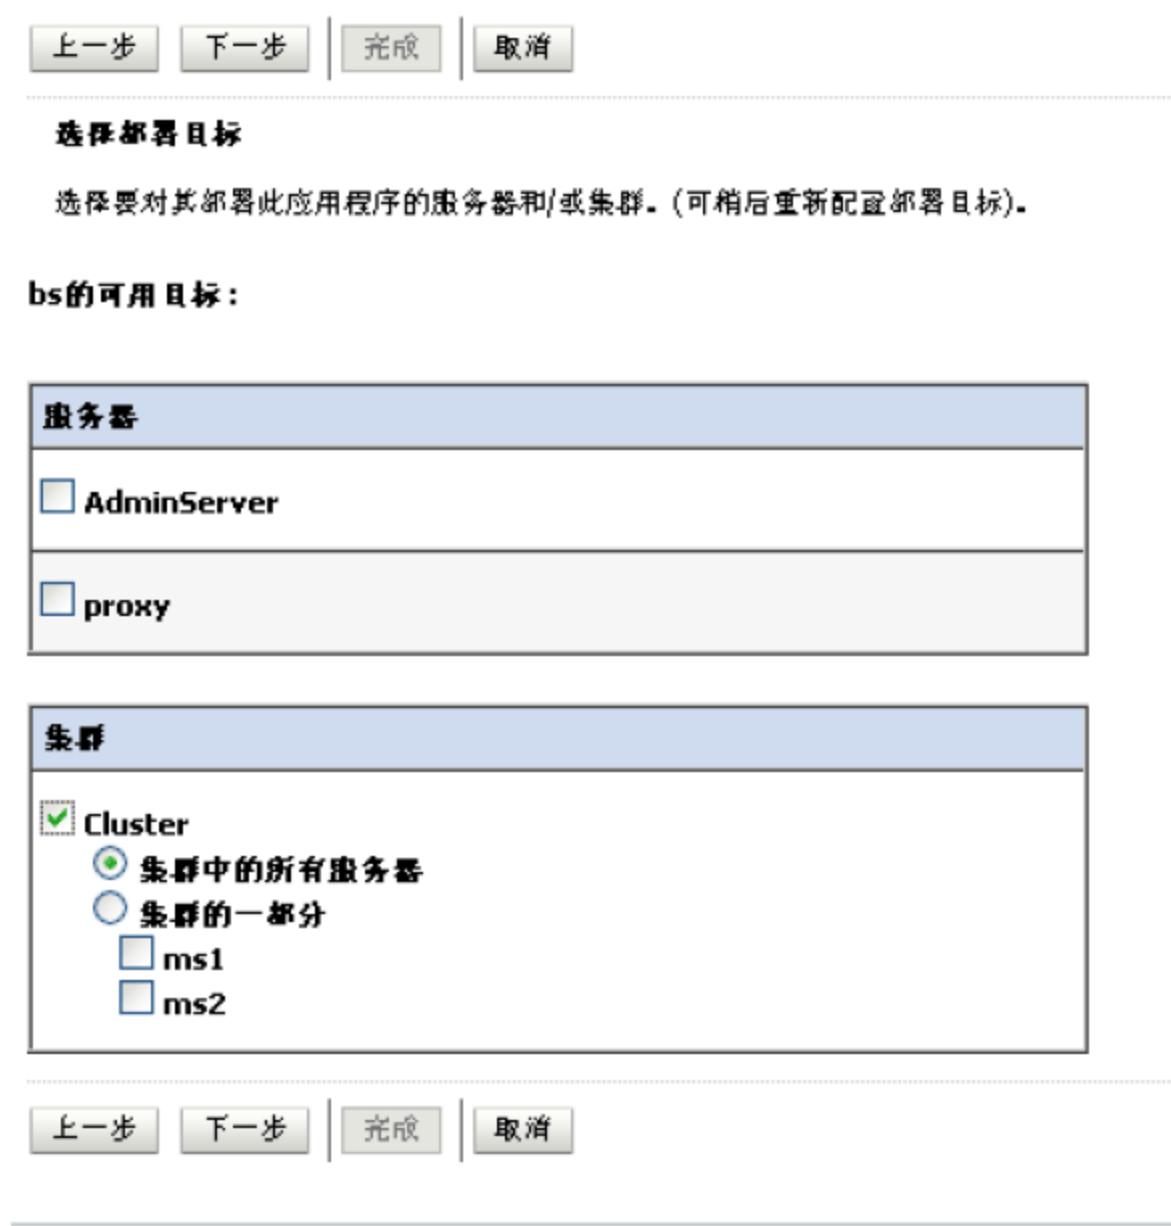 上一步 下一步 完成 取消
选择部署目标
选择要对其部署此应用程序的服务器和/或集群。(可稍后重新配置部署目标)。
bs的可用目标:
服务器
AdminServer
proxy
集群
Cluster
集群中的所有服务器
集群的一部分
ms1
ms2
上一步 下一步 完成 取消